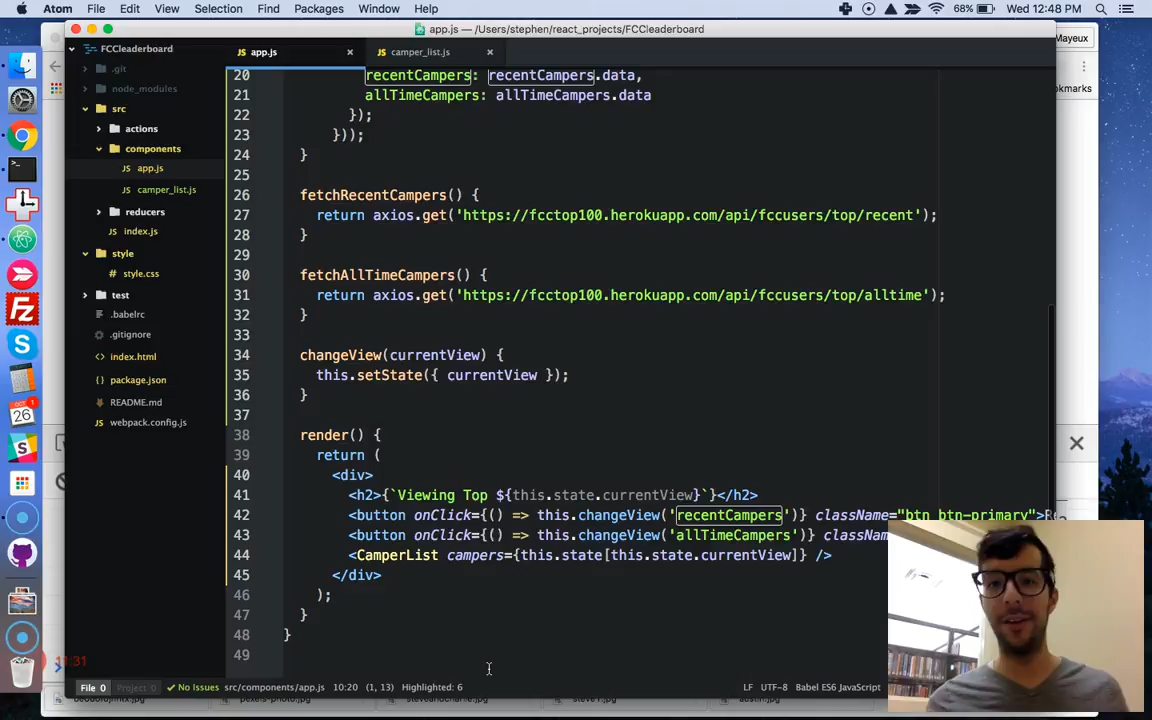 Atom File Edit View Selection Find Packages Window Help
68% Wed 12:48 PM
app.js — /Users/stephen/react_projects/FCCleaderboard
Mayeux
FCCleaderboard
app.js
camper_list.js
.git
node_modules
src
actions
components
app.js
camper_list.js
reducers
index.js
style
style.css
test
.babelrc
.gitignore
index.html
package.json
README.md
webpack.config.js
20 recentCampers: recentCampers.data,
21 allTimeCampers: allTimeCampers.data
22 });
23 }));
24 }
25
26 fetchRecentCampers() {
27 return axios.get('https://fcctop100.herokuapp.com/api/fccusers/top/recent');
28 }
29
30 fetchAllTimeCampers() {
31 return axios.get('https://fcctop100.herokuapp.com/api/fccusers/top/alltime');
32 }
33
34 changeView(currentView) {
35 this.setState({ currentView });
36 }
37
38 render() {
39 return (
40 <div>
41 <h2>{`Viewing Top ${this.state.currentView}`}</h2>
42 <button onClick={() => this.changeView('recentCampers')} className="btn btn-primary">
43 <button onClick={() => this.changeView('allTimeCampers')}
44 <CamperList campers={this.state[this.state.currentView]} />
45 </div>
46 );
47 }
48 }
49
OCT
26
1
11:31
File 0 Project 0 No Issues src/components/app.js 10:20 (1, 13) Highlighted: 6 LF UTF-8 Babel ES6 JavaScript